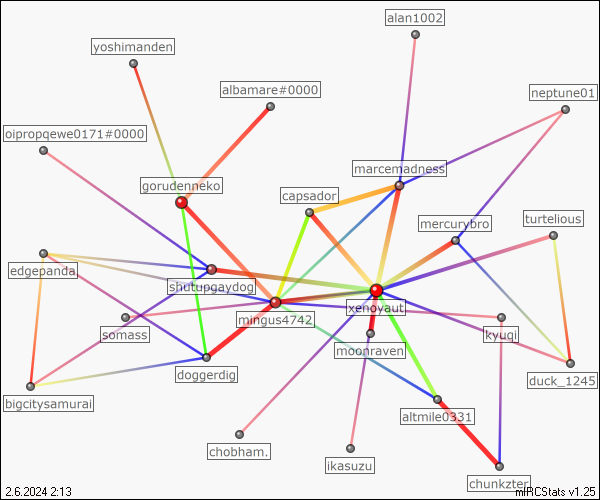 alan1002
yoshimanden
albamare#0000
neptune01
oipropqewe0171#0000
marcemadness
gorudenneko
capsador
mercurybro
turtelious
edgepanda
shutupgaydog
xenoyaut
mingus4742
somass
kyuqi
moonraven
doggerdig
duck_1245
bigcitysamurai
altmile0331
chobham.
ikasuzu
chunkzter
2.6.2024 2:13
mIRCStats v1.25